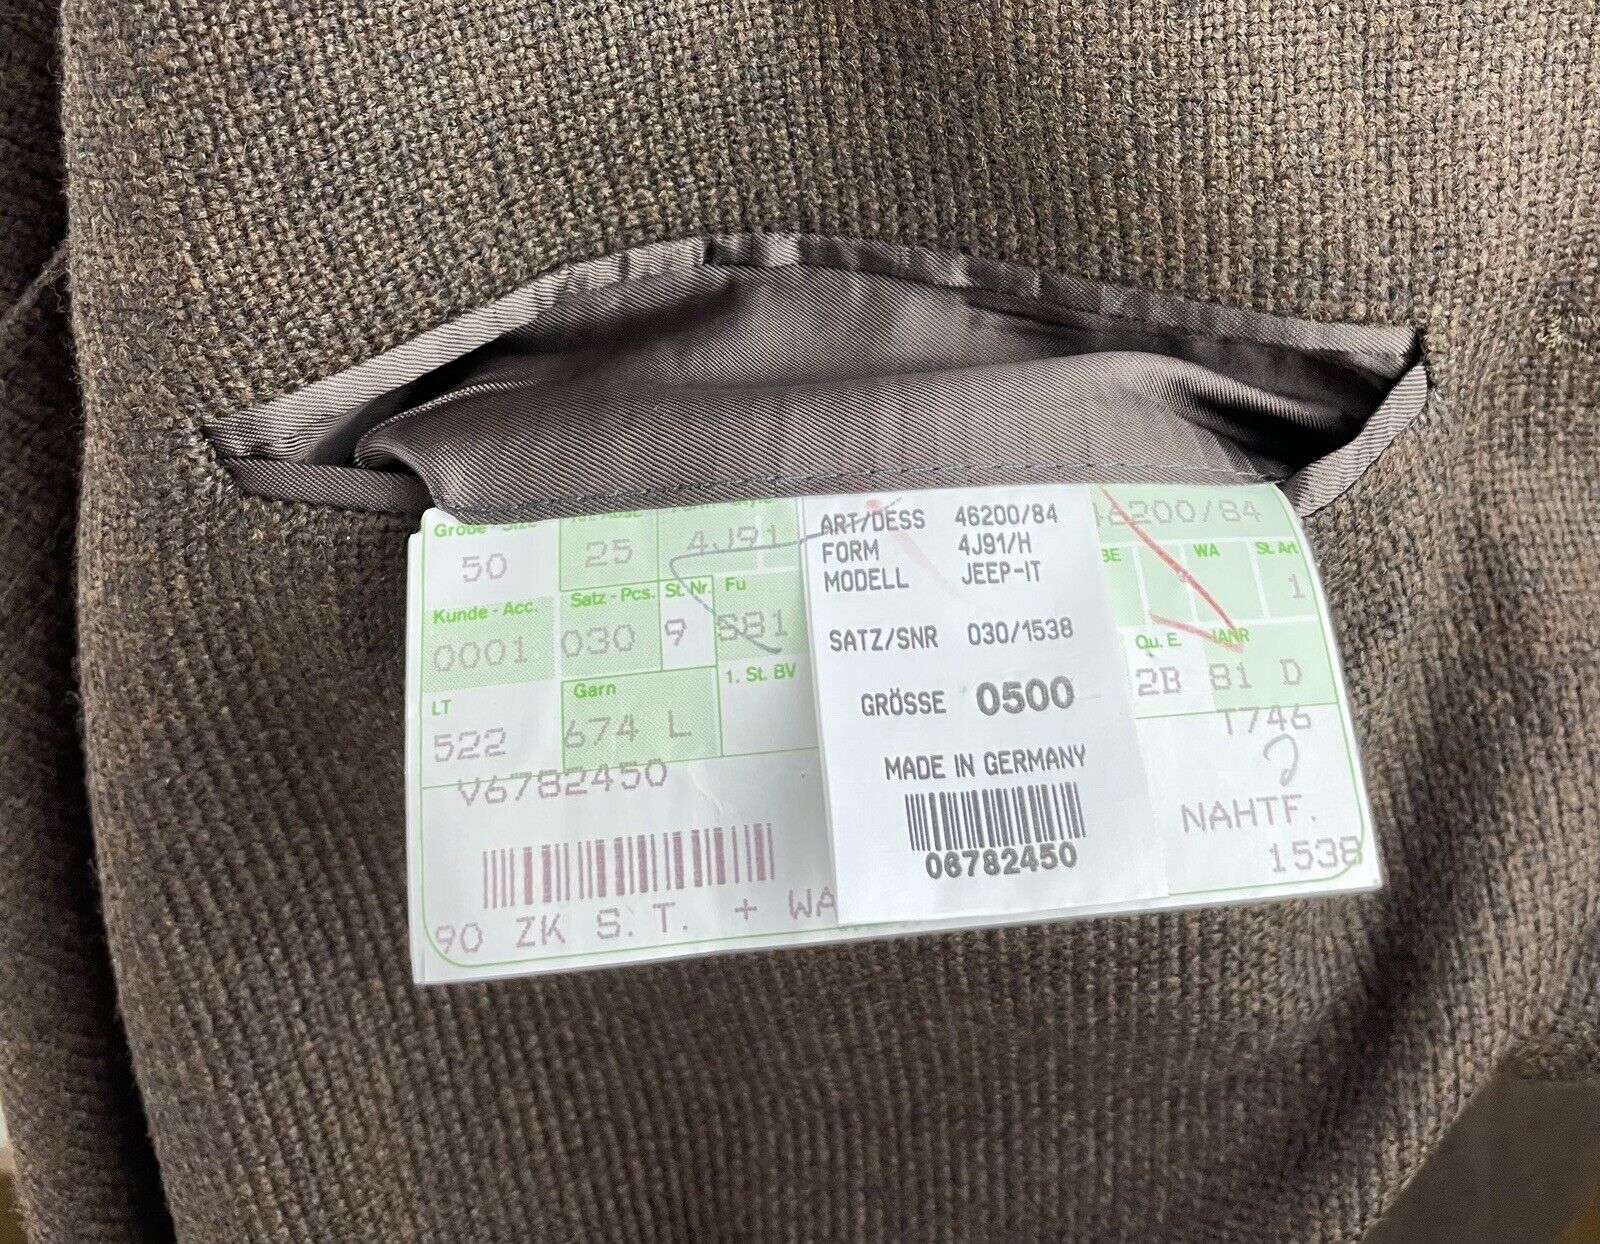 Größe - Size
50
25
4J91
Kunde - Acc.
0001
Satz - Pcs.
030
St. Nr.
9
Fu
581
LT
522
Garn
674 L
1. St. BV
V6782450
90 ZK S. T. + WA
ART/DESS 46200/84
FORM 4J91/H
MODELL JEEP-IT
SATZ/SNR 030/1538
GRÖSSE 0500
MADE IN GERMANY
06782450
46200/84
BE
WA
St. Art
1
Qu. E.
2B
81 D
T746
2
NAHTF.
1538